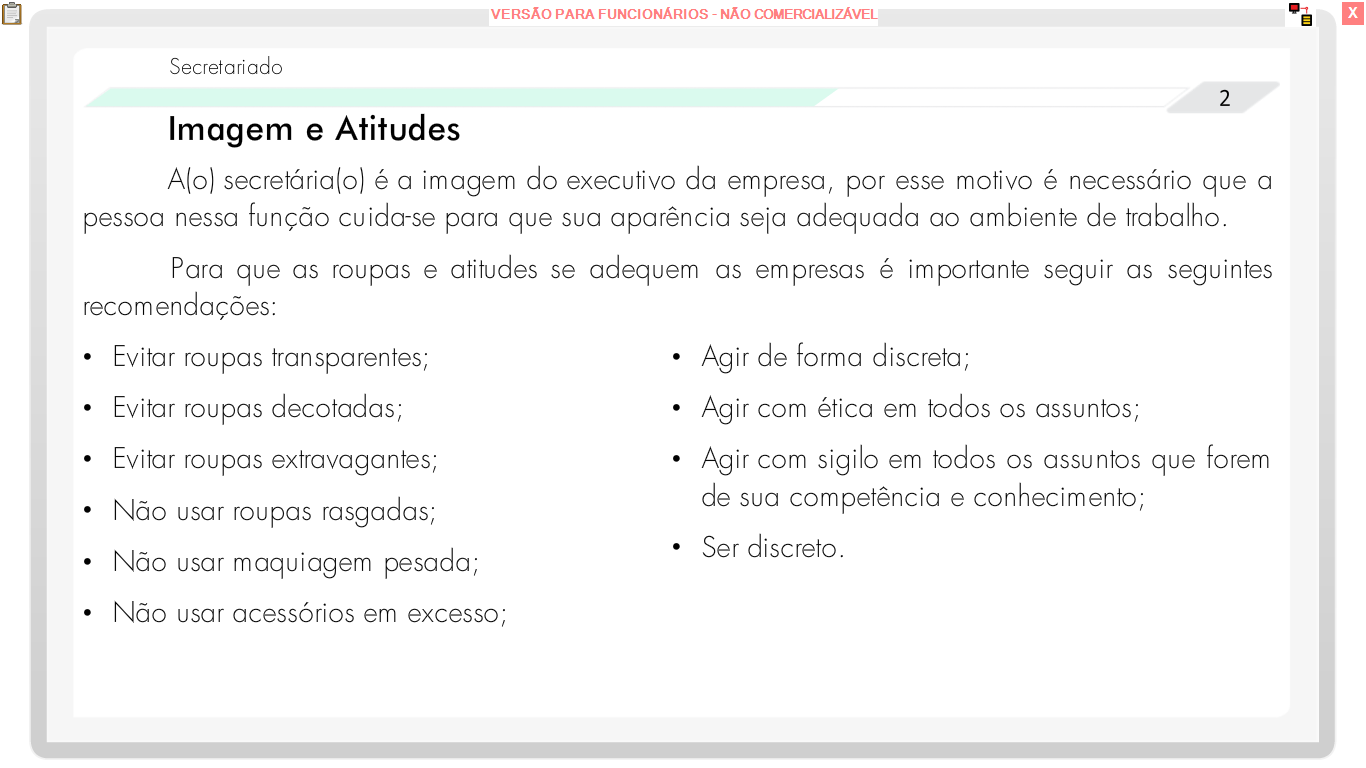 VERSÃO PARA FUNCIONÁRIOS - NÃO COMERCIALIZÁVEL
X
Secretariado
2
Imagem e Atitudes
A(o) secretária(o) é a imagem do executivo da empresa, por esse motivo é necessário que a
pessoa nessa função cuida-se para que sua aparência seja adequada ao ambiente de trabalho.
Para que as roupas e atitudes se adequem as empresas é importante seguir as seguintes
recomendações:
• Evitar roupas transparentes;
• Evitar roupas decotadas;
• Evitar roupas extravagantes;
• Não usar roupas rasgadas;
• Não usar maquiagem pesada;
• Não usar acessórios em excesso;
• Agir de forma discreta;
• Agir com ética em todos os assuntos;
• Agir com sigilo em todos os assuntos que forem
de sua competência e conhecimento;
• Ser discreto.